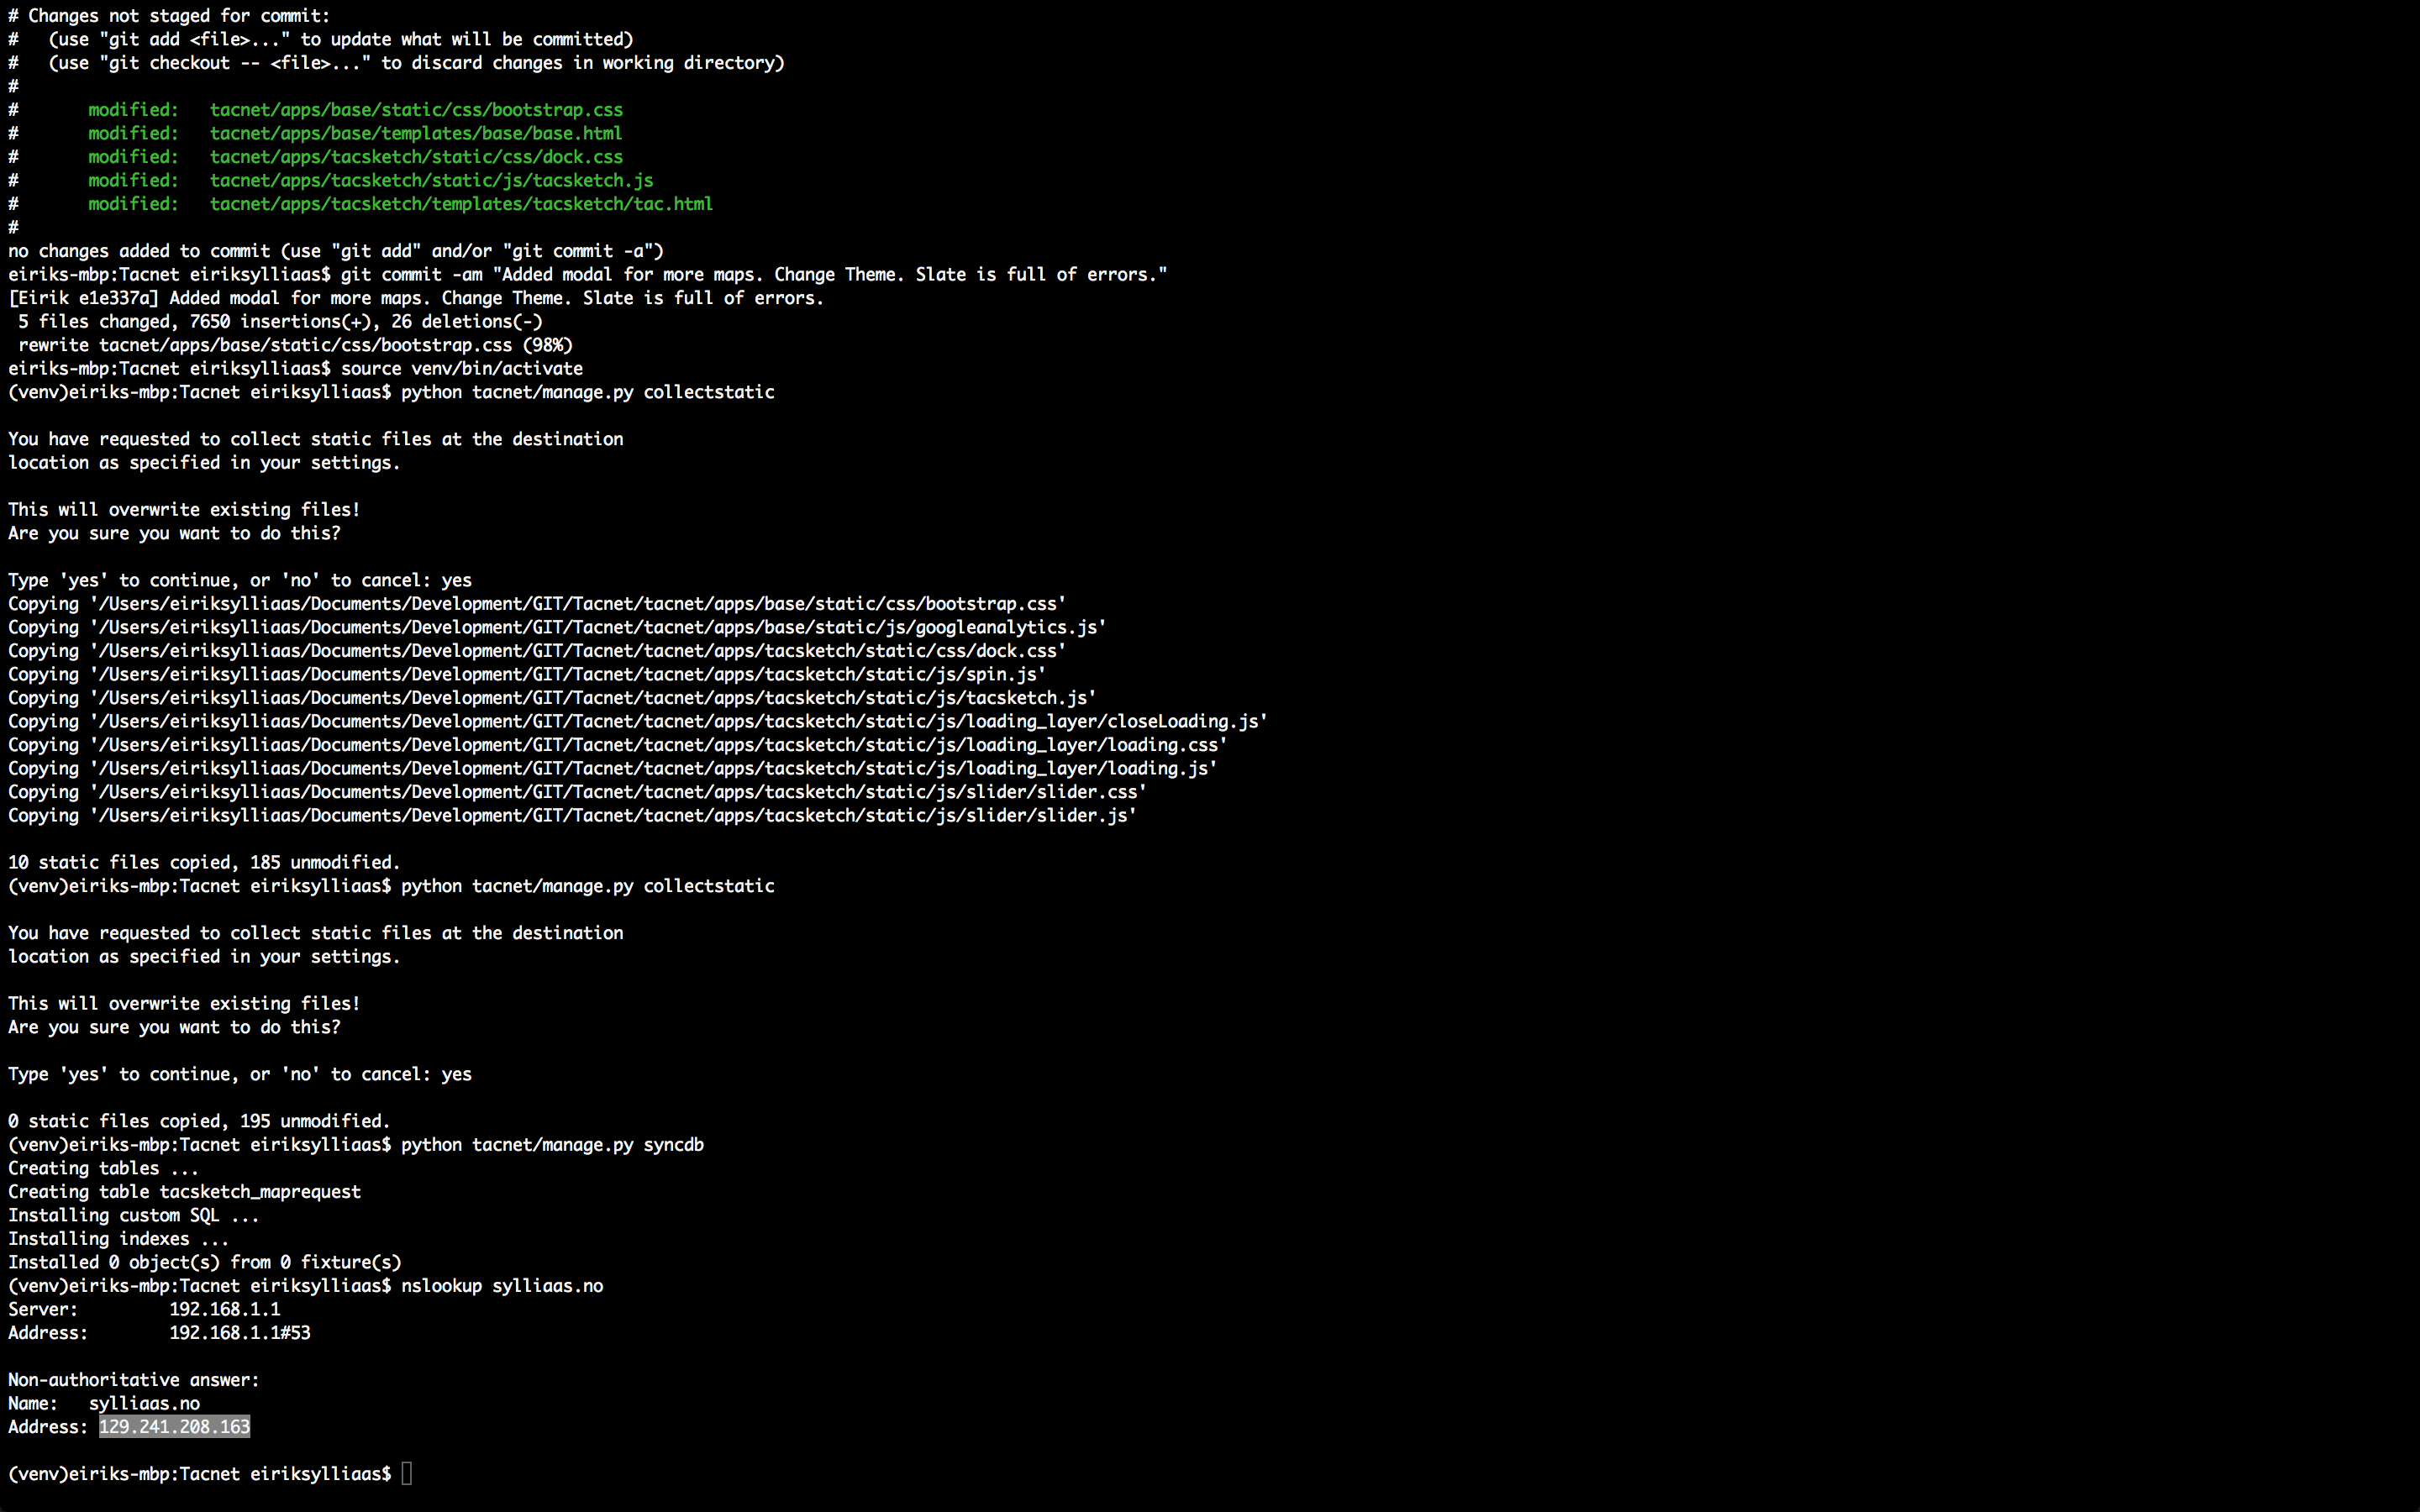 # Changes not staged for commit:
#   (use "git add <file>..." to update what will be committed)
#   (use "git checkout -- <file>..." to discard changes in working directory)
#
#       modified:   tacnet/apps/base/static/css/bootstrap.css
#       modified:   tacnet/apps/base/templates/base/base.html
#       modified:   tacnet/apps/tacsketch/static/css/dock.css
#       modified:   tacnet/apps/tacsketch/static/js/tacsketch.js
#       modified:   tacnet/apps/tacsketch/templates/tacsketch/tac.html
#
no changes added to commit (use "git add" and/or "git commit -a")
eiriks-mbp:Tacnet eiriksylliaas$ git commit -am "Added modal for more maps. Change Theme. Slate is full of errors."
[Eirik e1e337a] Added modal for more maps. Change Theme. Slate is full of errors.
 5 files changed, 7650 insertions(+), 26 deletions(-)
 rewrite tacnet/apps/base/static/css/bootstrap.css (98%)
eiriks-mbp:Tacnet eiriksylliaas$ source venv/bin/activate
(venv)eiriks-mbp:Tacnet eiriksylliaas$ python tacnet/manage.py collectstatic

You have requested to collect static files at the destination
location as specified in your settings.

This will overwrite existing files!
Are you sure you want to do this?

Type 'yes' to continue, or 'no' to cancel: yes
Copying '/Users/eiriksylliaas/Documents/Development/GIT/Tacnet/tacnet/apps/base/static/css/bootstrap.css'
Copying '/Users/eiriksylliaas/Documents/Development/GIT/Tacnet/tacnet/apps/base/static/js/googleanalytics.js'
Copying '/Users/eiriksylliaas/Documents/Development/GIT/Tacnet/tacnet/apps/tacsketch/static/css/dock.css'
Copying '/Users/eiriksylliaas/Documents/Development/GIT/Tacnet/tacnet/apps/tacsketch/static/js/spin.js'
Copying '/Users/eiriksylliaas/Documents/Development/GIT/Tacnet/tacnet/apps/tacsketch/static/js/tacsketch.js'
Copying '/Users/eiriksylliaas/Documents/Development/GIT/Tacnet/tacnet/apps/tacsketch/static/js/loading_layer/closeLoading.js'
Copying '/Users/eiriksylliaas/Documents/Development/GIT/Tacnet/tacnet/apps/tacsketch/static/js/loading_layer/loading.css'
Copying '/Users/eiriksylliaas/Documents/Development/GIT/Tacnet/tacnet/apps/tacsketch/static/js/loading_layer/loading.js'
Copying '/Users/eiriksylliaas/Documents/Development/GIT/Tacnet/tacnet/apps/tacsketch/static/js/slider/slider.css'
Copying '/Users/eiriksylliaas/Documents/Development/GIT/Tacnet/tacnet/apps/tacsketch/static/js/slider/slider.js'

10 static files copied, 185 unmodified.
(venv)eiriks-mbp:Tacnet eiriksylliaas$ python tacnet/manage.py collectstatic

You have requested to collect static files at the destination
location as specified in your settings.

This will overwrite existing files!
Are you sure you want to do this?

Type 'yes' to continue, or 'no' to cancel: yes

0 static files copied, 195 unmodified.
(venv)eiriks-mbp:Tacnet eiriksylliaas$ python tacnet/manage.py syncdb
Creating tables ...
Creating table tacsketch_maprequest
Installing custom SQL ...
Installing indexes ...
Installed 0 object(s) from 0 fixture(s)
(venv)eiriks-mbp:Tacnet eiriksylliaas$ nslookup sylliaas.no
Server:         192.168.1.1
Address:        192.168.1.1#53

Non-authoritative answer:
Name:   sylliaas.no
Address: 129.241.208.163

(venv)eiriks-mbp:Tacnet eiriksylliaas$